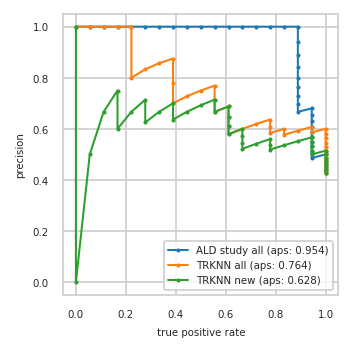 1.0
0.8
0.6
0.4
0.2
0.0
precision
ALD study all (aps: 0.954)
TRKNN all (aps: 0.764)
TRKNN new (aps: 0.628)
0.0 0.2 0.4 0.6 0.8 1.0
true positive rate